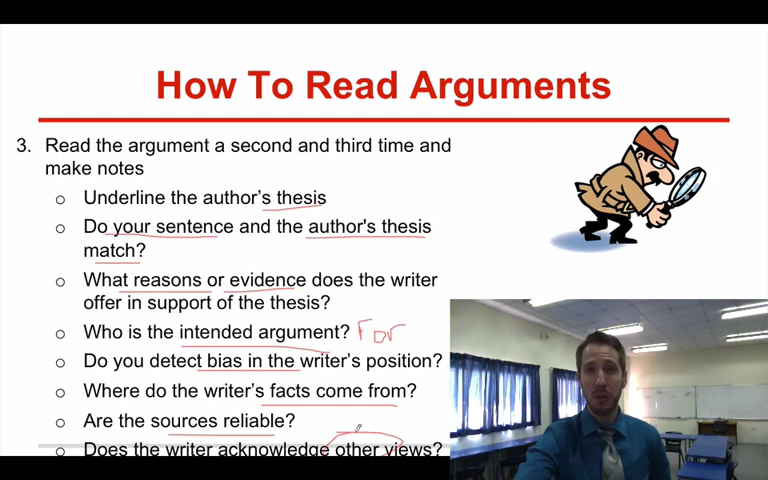 How To Read Arguments
3. Read the argument a second and third time and
make notes
o Underline the author's thesis
o Do your sentence and the author's thesis
match?
o What reasons or evidence does the writer
offer in support of the thesis?
o Who is the intended argument? For
o Do you detect bias in the writer's position?
o Where do the writer's facts come from?
o Are the sources reliable?
o Does the writer acknowledge other views?